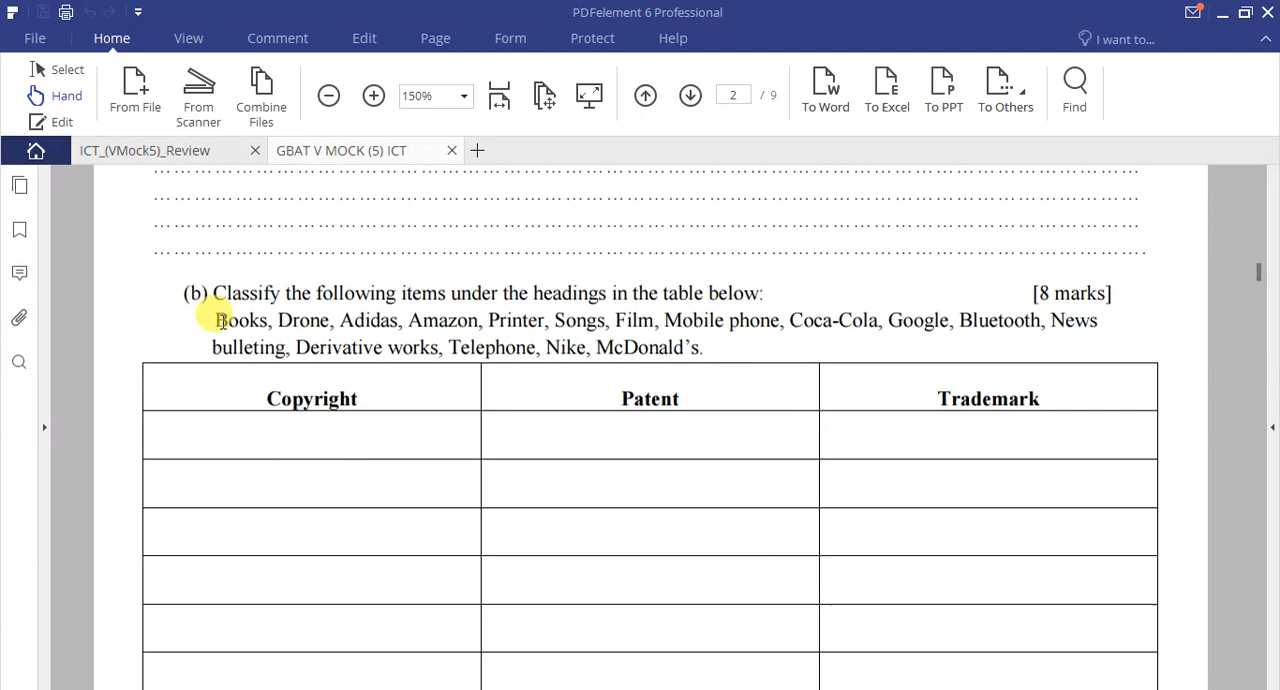 PDFelement 6 Professional
File Home View Comment Edit Page Form Protect Help I want to...
Select
Hand
Edit
From File
From Scanner
Combine Files
150%
2 / 9
To Word
To Excel
To PPT
To Others
Find
ICT_(VMock5)_Review
GBAT V MOCK (5) ICT
(b) Classify the following items under the headings in the table below: [8 marks]
Books, Drone, Adidas, Amazon, Printer, Songs, Film, Mobile phone, Coca-Cola, Google, Bluetooth, News
bulleting, Derivative works, Telephone, Nike, McDonald's.
Copyright Patent Trademark